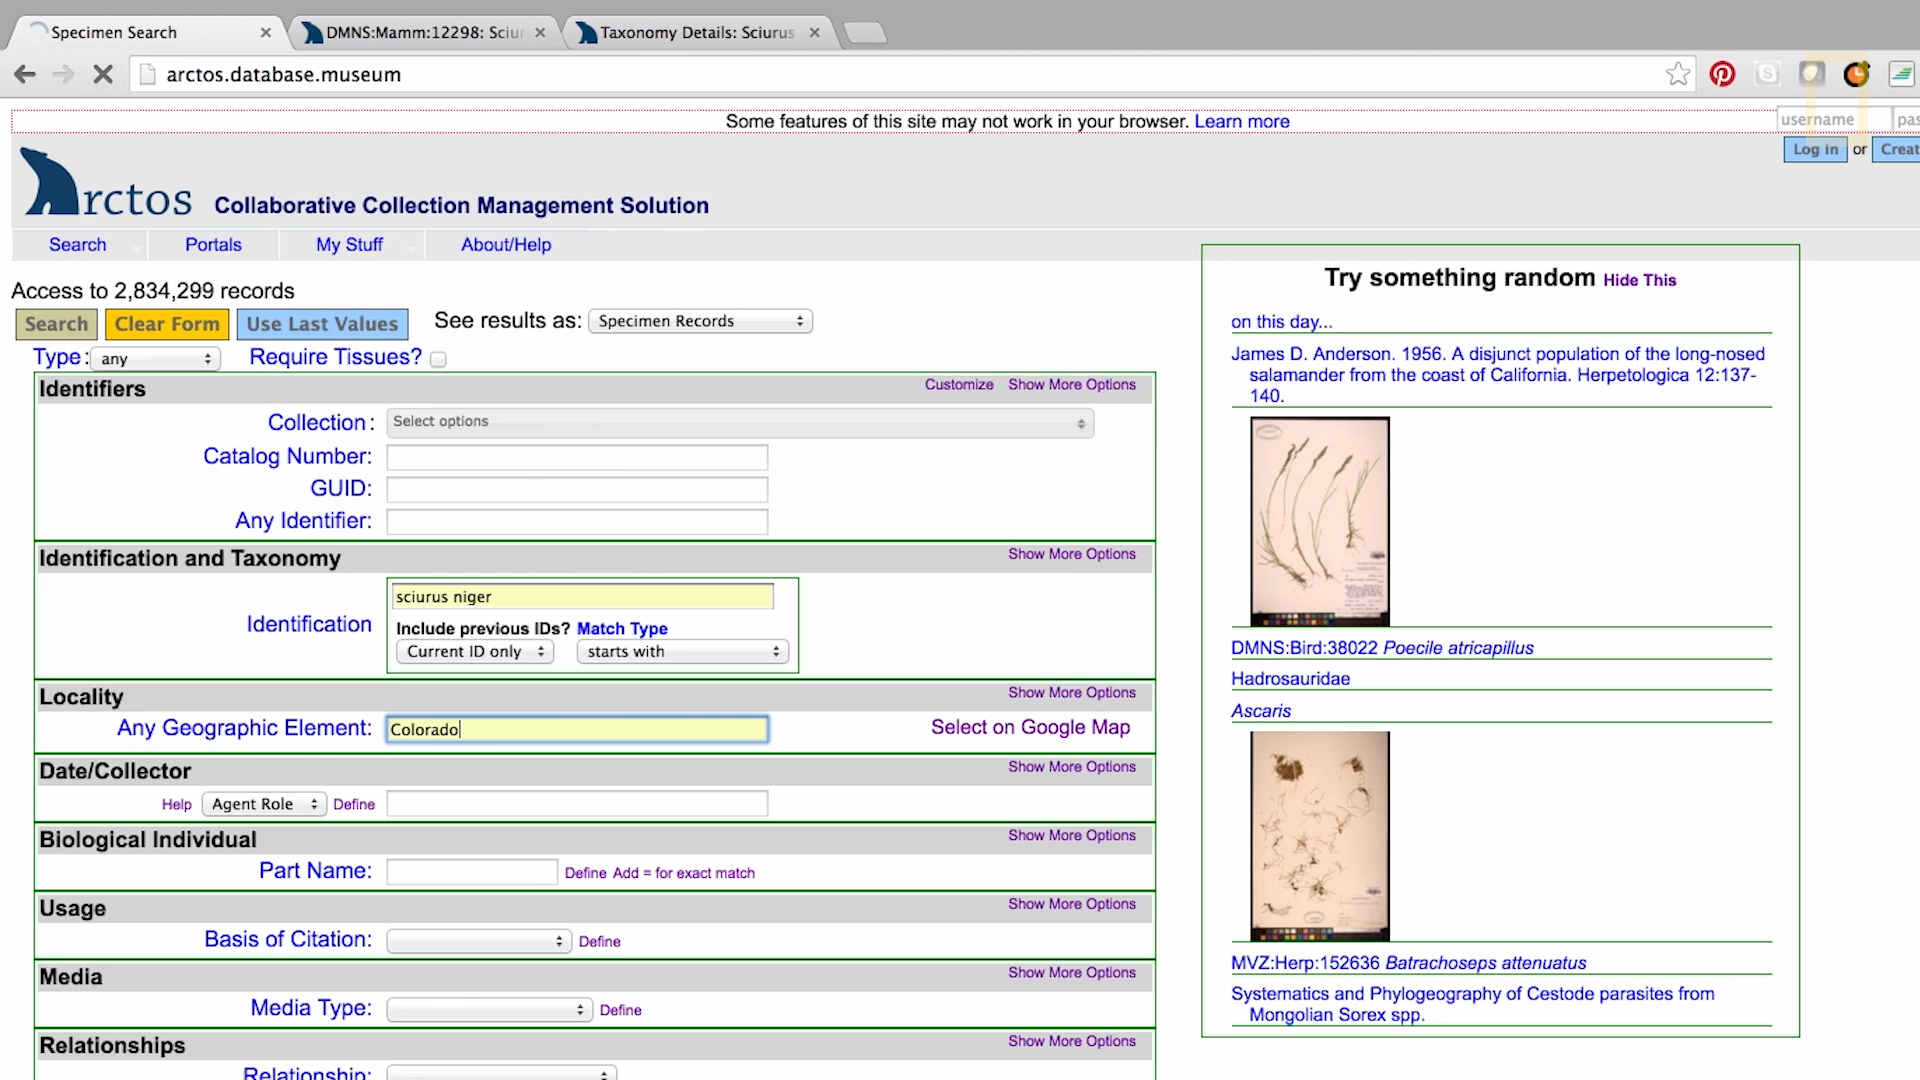 Specimen Search
DMNS:Mamm:12298: Sciur
Taxonomy Details: Sciurus
arctos.database.museum
Some features of this site may not work in your browser. Learn more
username
pas
Log in or Creat
Arctos Collaborative Collection Management Solution
Search Portals My Stuff About/Help
Access to 2,834,299 records
Search Clear Form Use Last Values See results as: Specimen Records
Type: any Require Tissues?
Identifiers Customize Show More Options
Collection: Select options
Catalog Number:
GUID:
Any Identifier:
Identification and Taxonomy Show More Options
Identification
sciurus niger
Include previous IDs? Match Type
Current ID only starts with
Locality Show More Options
Any Geographic Element: Colorado Select on Google Map
Date/Collector Show More Options
Help Agent Role Define
Biological Individual Show More Options
Part Name: Define Add = for exact match
Usage Show More Options
Basis of Citation: Define
Media Show More Options
Media Type: Define
Relationships Show More Options
Relationship:
Try something random Hide This
on this day...
James D. Anderson. 1956. A disjunct population of the long-nosed
salamander from the coast of California. Herpetologica 12:137-
140.
DMNS:Bird:38022 Poecile atricapillus
Hadrosauridae
Ascaris
MVZ:Herp:152636 Batrachoseps attenuatus
Systematics and Phylogeography of Cestode parasites from
Mongolian Sorex spp.